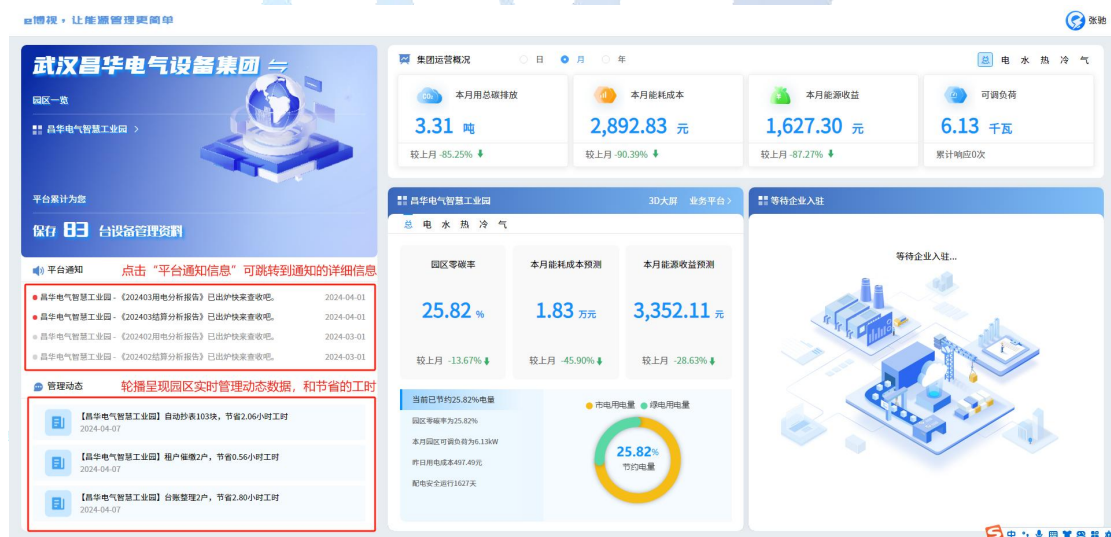 e博视，让能源管理更简单
张驰
武汉昌华电气设备集团
园区一览
昌华电气智慧工业园 >
平台累计为您
保存 83 台设备管理资料
平台通知 点击“平台通知信息”可跳转到通知的详细信息
昌华电气智慧工业园 - 《202403用电分析报告》已出炉快来查收吧。 2024-04-01
昌华电气智慧工业园 - 《202403结算分析报告》已出炉快来查收吧。 2024-04-01
昌华电气智慧工业园 - 《202402用电分析报告》已出炉快来查收吧。 2024-03-01
昌华电气智慧工业园 - 《202402结算分析报告》已出炉快来查收吧。 2024-03-01
管理动态 轮播呈现园区实时管理动态数据，和节省的工时
【昌华电气智慧工业园】自动抄表103块，节省2.06小时工时
2024-04-07
【昌华电气智慧工业园】租户催缴2户，节省0.56小时工时
2024-04-07
【昌华电气智慧工业园】台账整理2户，节省2.80小时工时
2024-04-07
集团运营概况 日 月 年 总 电 水 热 冷 气
CO₂ 本月用总碳排放 本月能耗成本 本月能源收益 可调负荷
3.31 吨 2,892.83 元 1,627.30 元 6.13 千瓦
较上月 -85.25% 较上月 -90.39% 较上月 -87.27% 累计响应0次
昌华电气智慧工业园 3D大屏 业务平台 >
总 电 水 热 冷 气
园区零碳率 本月能耗成本预测 本月能源收益预测
25.82 % 1.83 万元 3,352.11 元
较上月 -13.67% 较上月 -45.90% 较上月 -28.63%
当前已节约25.82%电量
园区零碳率为25.82%
本月园区可调负荷为6.13kW
昨日用电成本497.49元
配电安全运行1627天
市电用电量 绿电用电量
25.82%
节约电量
等待企业入驻
等待企业入驻...
中